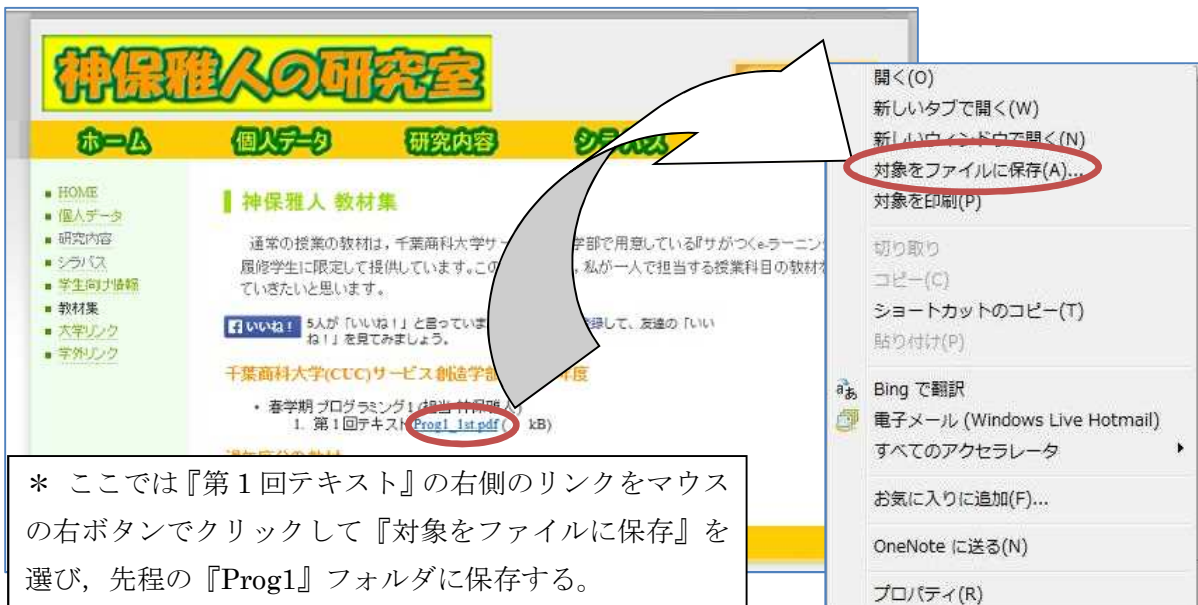 神保雅人の研究室
ホーム 個人データ 研究内容
HOME
個人データ
研究内容
シラバス
学生向け情報
教材集
大学リンク
学外リンク
神保雅人 教材集
通常の授業の教材は，千葉商科大学サー 学部で用意している『サがつくe-ラーニン
履修学生に限定して提供しています。この ，私が一人で担当する授業科目の教材
ていきたいと思います。
いいね！ 5人が「いいね！」と言っていま 録して、友達の「いい
ね！」を見てみましょう。
千葉商科大学(CUC)サービス創造学部 年度
・ 春学期 プログラミング1 (担当:神保雅人)
1. 第1回テキスト Prog1_1st.pdf ( kB)
＊ ここでは『第１回テキスト』の右側のリンクをマウス
の右ボタンでクリックして『対象をファイルに保存』を
選び，先程の『Prog1』フォルダに保存する。
開く(O)
新しいタブで開く(W)
新しいウィンドウで開く(N)
対象をファイルに保存(A)...
対象を印刷(P)
切り取り
コピー(C)
ショートカットのコピー(T)
貼り付け(P)
Bing で翻訳
電子メール (Windows Live Hotmail)
すべてのアクセラレータ
お気に入りに追加(F)...
OneNote に送る(N)
プロパティ(R)